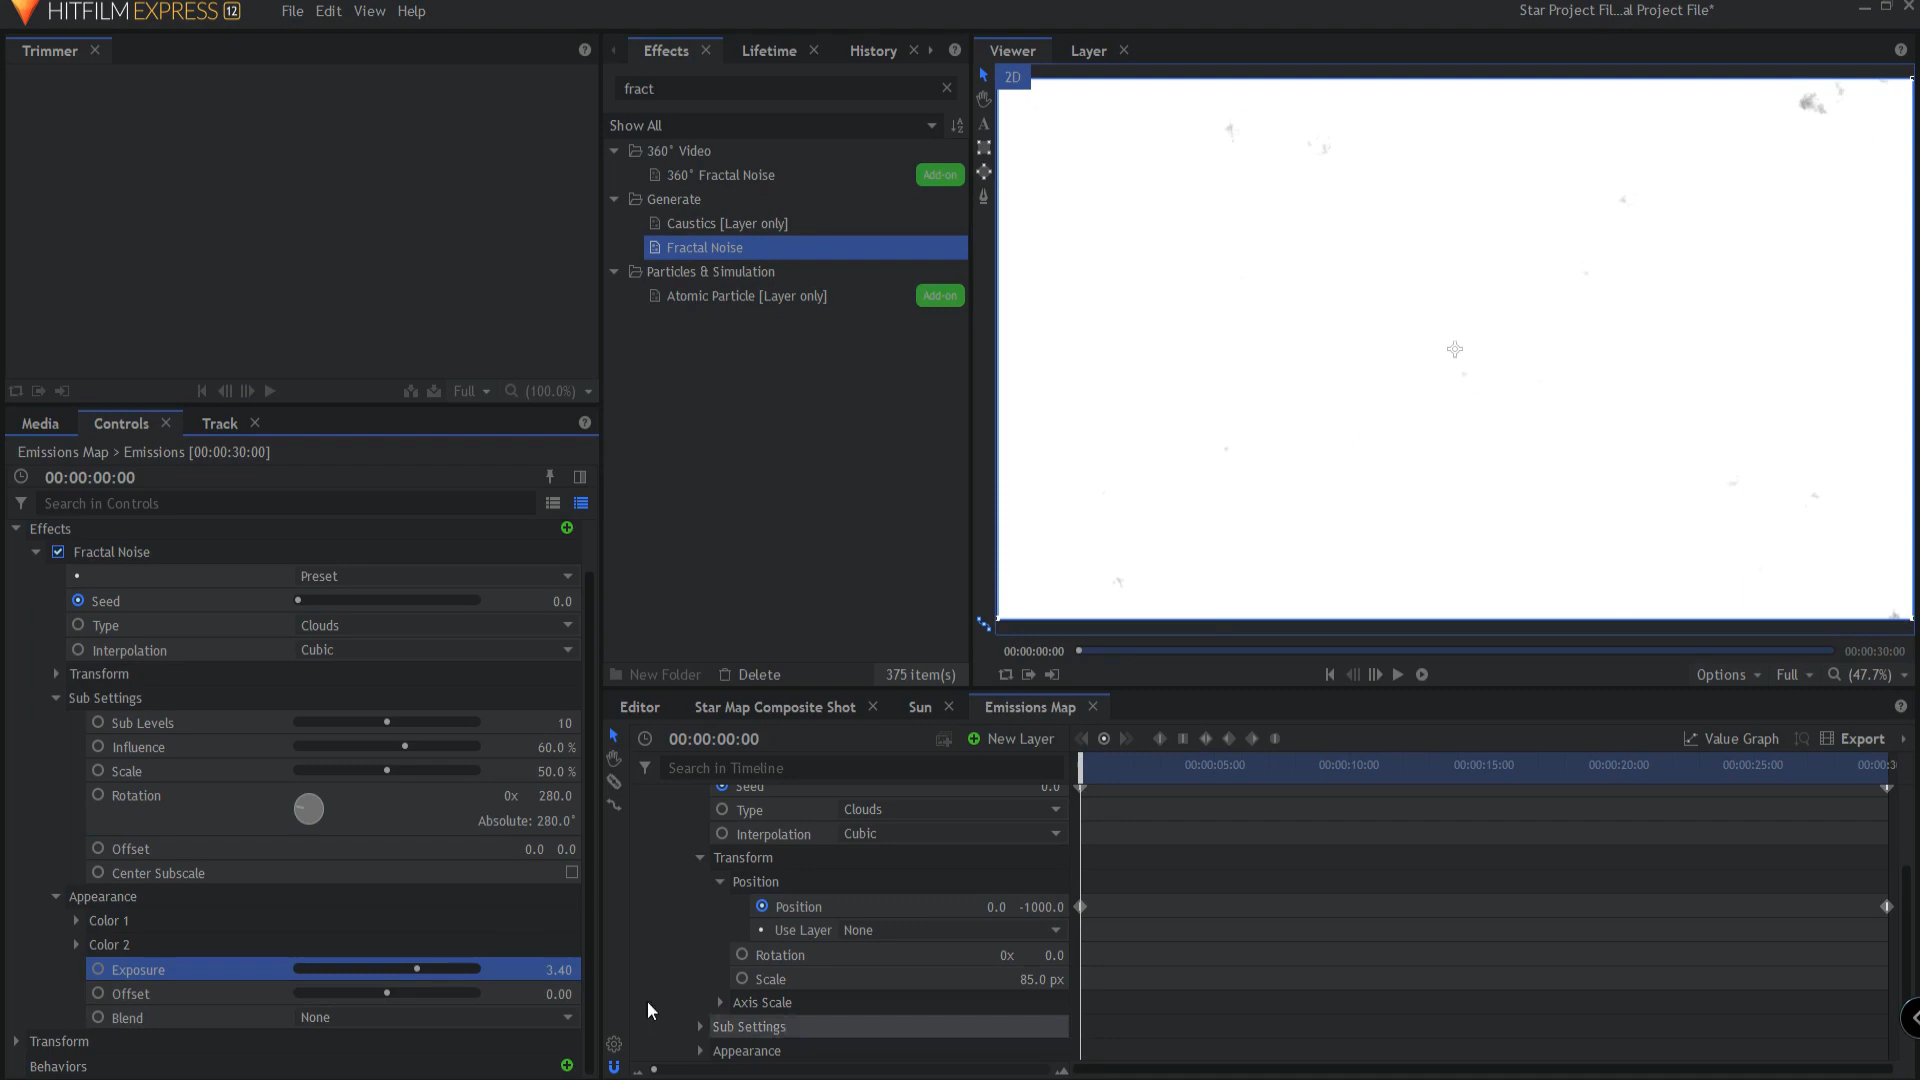 HITFILM EXPRESS 12
File Edit View Help
Star Project Fil...al Project File*
Trimmer
Effects Lifetime History
fract
Show All
360° Video
360° Fractal Noise Add-on
Generate
Caustics [Layer only]
Fractal Noise
Particles & Simulation
Atomic Particle [Layer only] Add-on
New Folder Delete 375 item(s)
Viewer Layer
2D
00:00:00:00 00:00:30:00
Options Full (47.7%)
Full (100.0%)
Media Controls Track
Emissions Map > Emissions [00:00:30:00]
00:00:00:00
Search in Controls
Effects
Fractal Noise
Preset
Seed 0.0
Type Clouds
Interpolation Cubic
Transform
Sub Settings
Sub Levels 10
Influence 60.0 %
Scale 50.0 %
Rotation 0x 280.0
Absolute: 280.0°
Offset 0.0 0.0
Center Subscale
Appearance
Color 1
Color 2
Exposure 3.40
Offset 0.00
Blend None
Transform
Behaviors
Editor Star Map Composite Shot Sun Emissions Map
00:00:00:00 New Layer Value Graph Export
Search in Timeline
00:00:05:00 00:00:10:00 00:00:15:00 00:00:20:00 00:00:25:00 00:00:30
Seed 0.0
Type Clouds
Interpolation Cubic
Transform
Position
Position 0.0 -1000.0
Use Layer None
Rotation 0x 0.0
Scale 85.0 px
Axis Scale
Sub Settings
Appearance